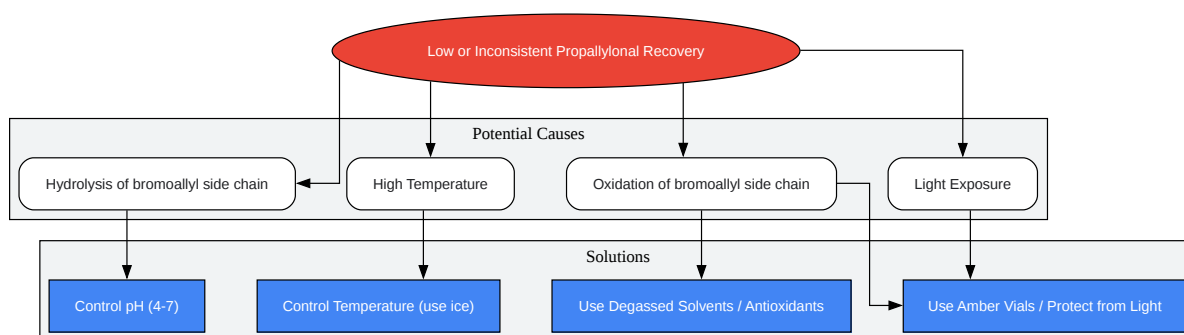 Low or Inconsistent Propallylonal Recovery
Potential Causes
Hydrolysis of bromoallyl side chain
High Temperature
Oxidation of bromoallyl side chain
Light Exposure
Solutions
Control pH (4-7)
Control Temperature (use ice)
Use Degassed Solvents / Antioxidants
Use Amber Vials / Protect from Light